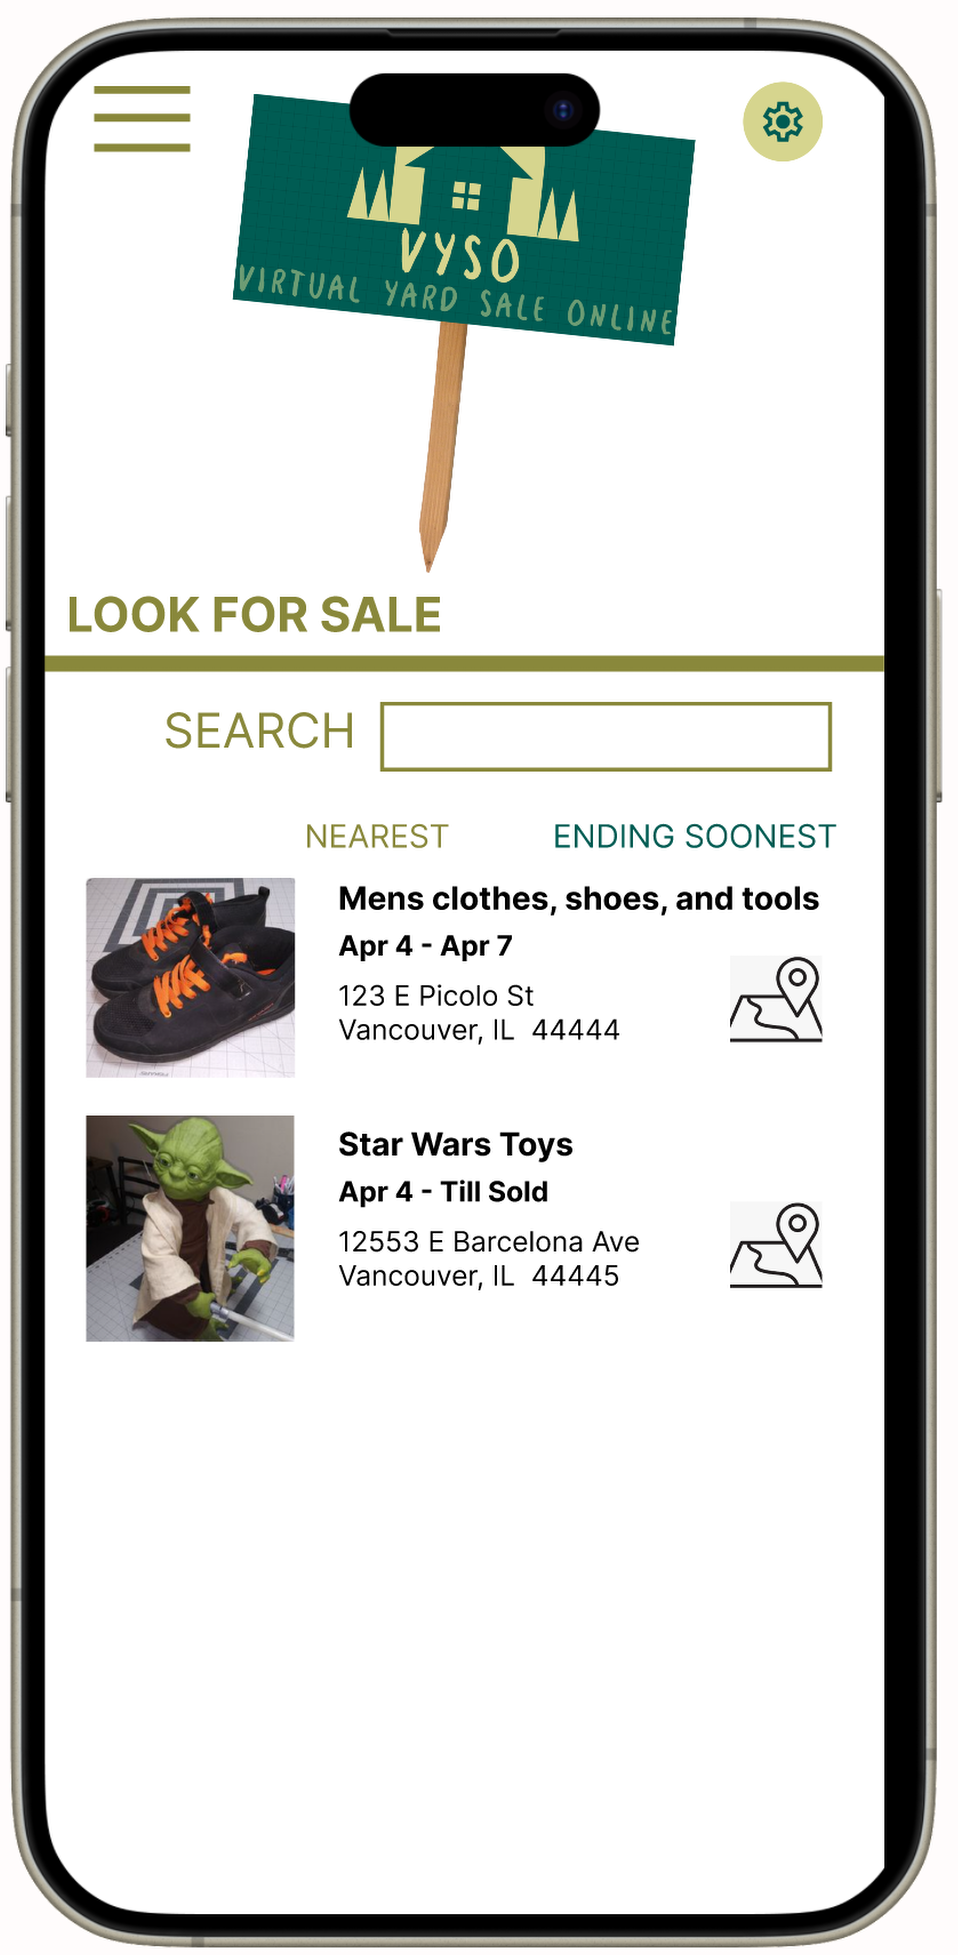 VYSO
VIRTUAL YARD SALE ONLINE
LOOK FOR SALE
SEARCH
NEAREST ENDING SOONEST
Mens clothes, shoes, and tools
Apr 4 - Apr 7
123 E Picolo St
Vancouver, IL 44444
Star Wars Toys
Apr 4 - Till Sold
12553 E Barcelona Ave
Vancouver, IL 44445